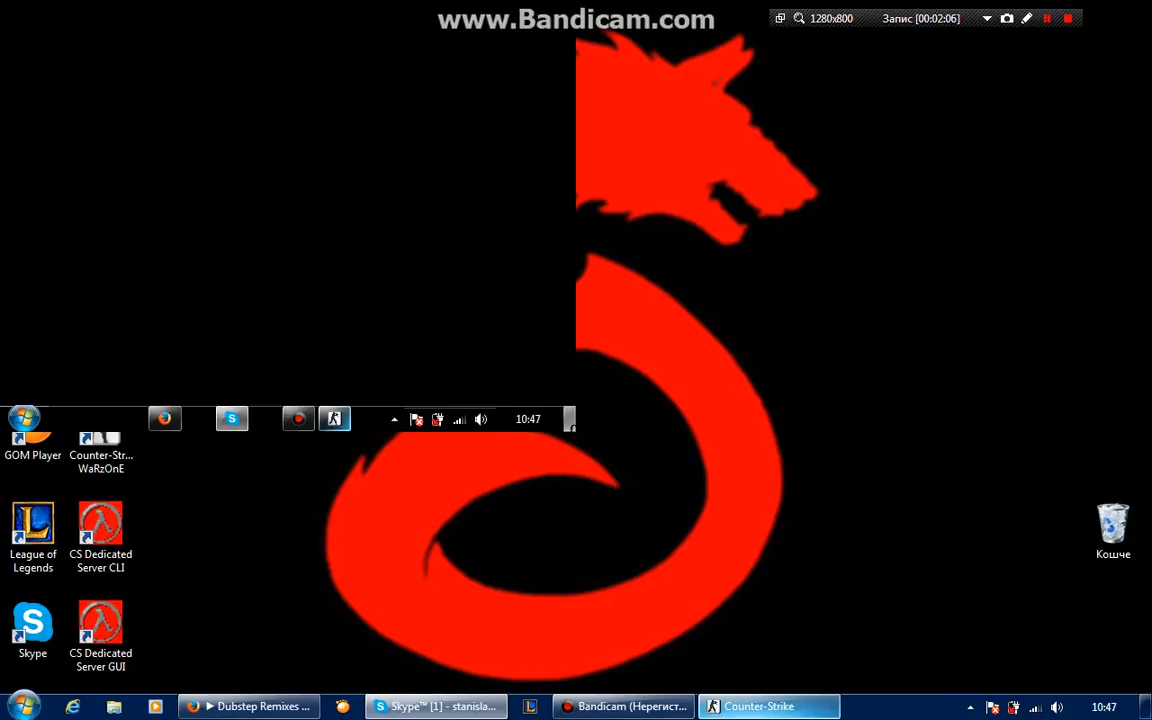 www.Bandicam.com
1280x800
Запис [00:02:06]
10:47
GOM Player
Counter-Str...
WaRzOnE
League of
Legends
CS Dedicated
Server CLI
Кошче
Skype
CS Dedicated
Server GUI
Dubstep Remixes ...
Skype™ [1] - stanisla...
Bandicam (Нерегист...
Counter-Strike
10:47